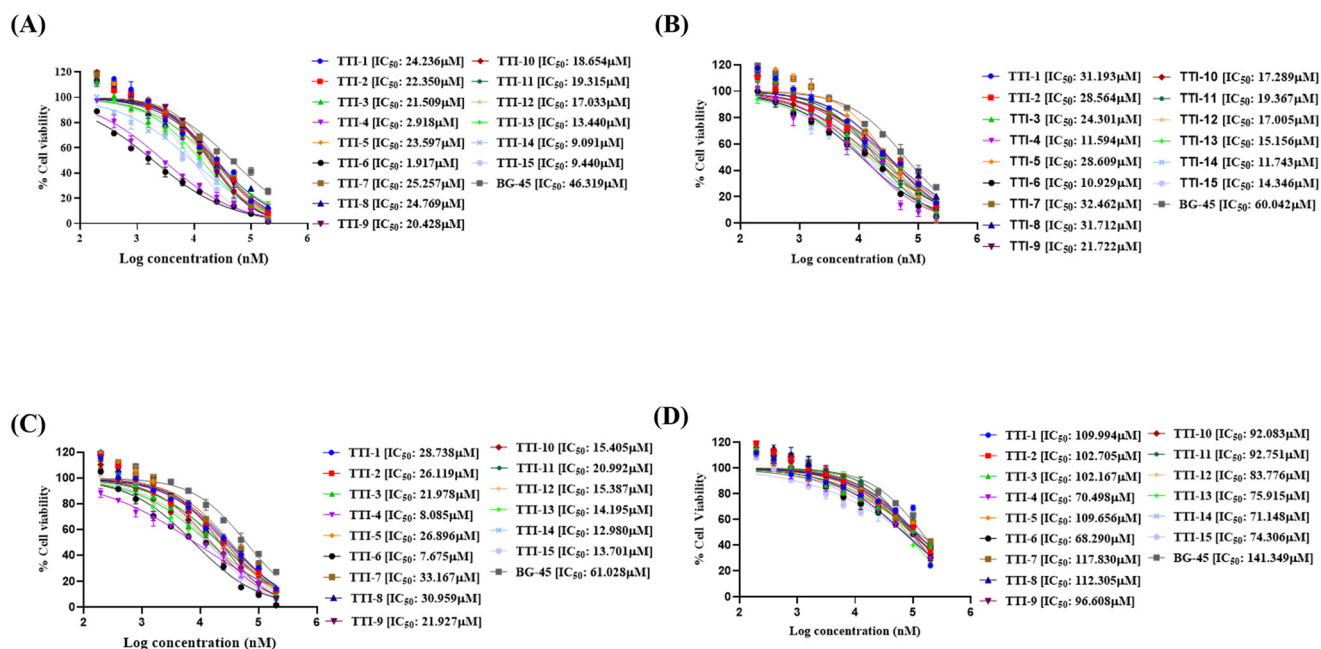 (A)
% Cell viability
120
100
80
60
40
20
0
2 3 4 5 6
Log concentration (nM)
TTI-1 [IC50: 24.236μM]
TTI-2 [IC50: 22.350μM]
TTI-3 [IC50: 21.509μM]
TTI-4 [IC50: 2.918μM]
TTI-5 [IC50: 23.597μM]
TTI-6 [IC50: 1.917μM]
TTI-7 [IC50: 25.257μM]
TTI-8 [IC50: 24.769μM]
TTI-9 [IC50: 20.428μM]
TTI-10 [IC50: 18.654μM]
TTI-11 [IC50: 19.315μM]
TTI-12 [IC50: 17.033μM]
TTI-13 [IC50: 13.440μM]
TTI-14 [IC50: 9.091μM]
TTI-15 [IC50: 9.440μM]
BG-45 [IC50: 46.319μM]
(B)
% Cell viability
120
100
80
60
40
20
0
2 3 4 5 6
Log concentration (nM)
TTI-1 [IC50: 31.193μM]
TTI-2 [IC50: 28.564μM]
TTI-3 [IC50: 24.301μM]
TTI-4 [IC50: 11.594μM]
TTI-5 [IC50: 28.609μM]
TTI-6 [IC50: 10.929μM]
TTI-7 [IC50: 32.462μM]
TTI-8 [IC50: 31.712μM]
TTI-9 [IC50: 21.722μM]
TTI-10 [IC50: 17.289μM]
TTI-11 [IC50: 19.367μM]
TTI-12 [IC50: 17.005μM]
TTI-13 [IC50: 15.156μM]
TTI-14 [IC50: 11.743μM]
TTI-15 [IC50: 14.346μM]
BG-45 [IC50: 60.042μM]
(C)
% Cell viability
120
100
80
60
40
20
0
2 3 4 5 6
Log concentration (nM)
TTI-1 [IC50: 28.738μM]
TTI-2 [IC50: 26.119μM]
TTI-3 [IC50: 21.978μM]
TTI-4 [IC50: 8.085μM]
TTI-5 [IC50: 26.896μM]
TTI-6 [IC50: 7.675μM]
TTI-7 [IC50: 33.167μM]
TTI-8 [IC50: 30.959μM]
TTI-9 [IC50: 21.927μM]
TTI-10 [IC50: 15.405μM]
TTI-11 [IC50: 20.992μM]
TTI-12 [IC50: 15.387μM]
TTI-13 [IC50: 14.195μM]
TTI-14 [IC50: 12.980μM]
TTI-15 [IC50: 13.701μM]
BG-45 [IC50: 61.028μM]
(D)
% Cell Viability
120
100
80
60
40
20
0
2 3 4 5 6
Log concentration (nM)
TTI-1 [IC50: 109.994μM]
TTI-2 [IC50: 102.705μM]
TTI-3 [IC50: 102.167μM]
TTI-4 [IC50: 70.498μM]
TTI-5 [IC50: 109.656μM]
TTI-6 [IC50: 68.290μM]
TTI-7 [IC50: 117.830μM]
TTI-8 [IC50: 112.305μM]
TTI-9 [IC50: 96.608μM]
TTI-10 [IC50: 92.083μM]
TTI-11 [IC50: 92.751μM]
TTI-12 [IC50: 83.776μM]
TTI-13 [IC50: 75.915μM]
TTI-14 [IC50: 71.148μM]
TTI-15 [IC50: 74.306μM]
BG-45 [IC50: 141.349μM]